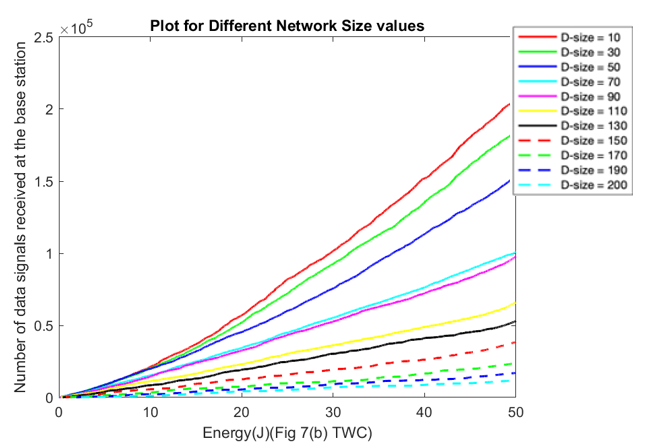 Plot for Different Network Size values
×10^5
2.5
2
1.5
1
0.5
0
Number of data signals received at the base station
0 10 20 30 40 50
Energy(J)(Fig 7(b) TWC)
D-size = 10
D-size = 30
D-size = 50
D-size = 70
D-size = 90
D-size = 110
D-size = 130
D-size = 150
D-size = 170
D-size = 190
D-size = 200